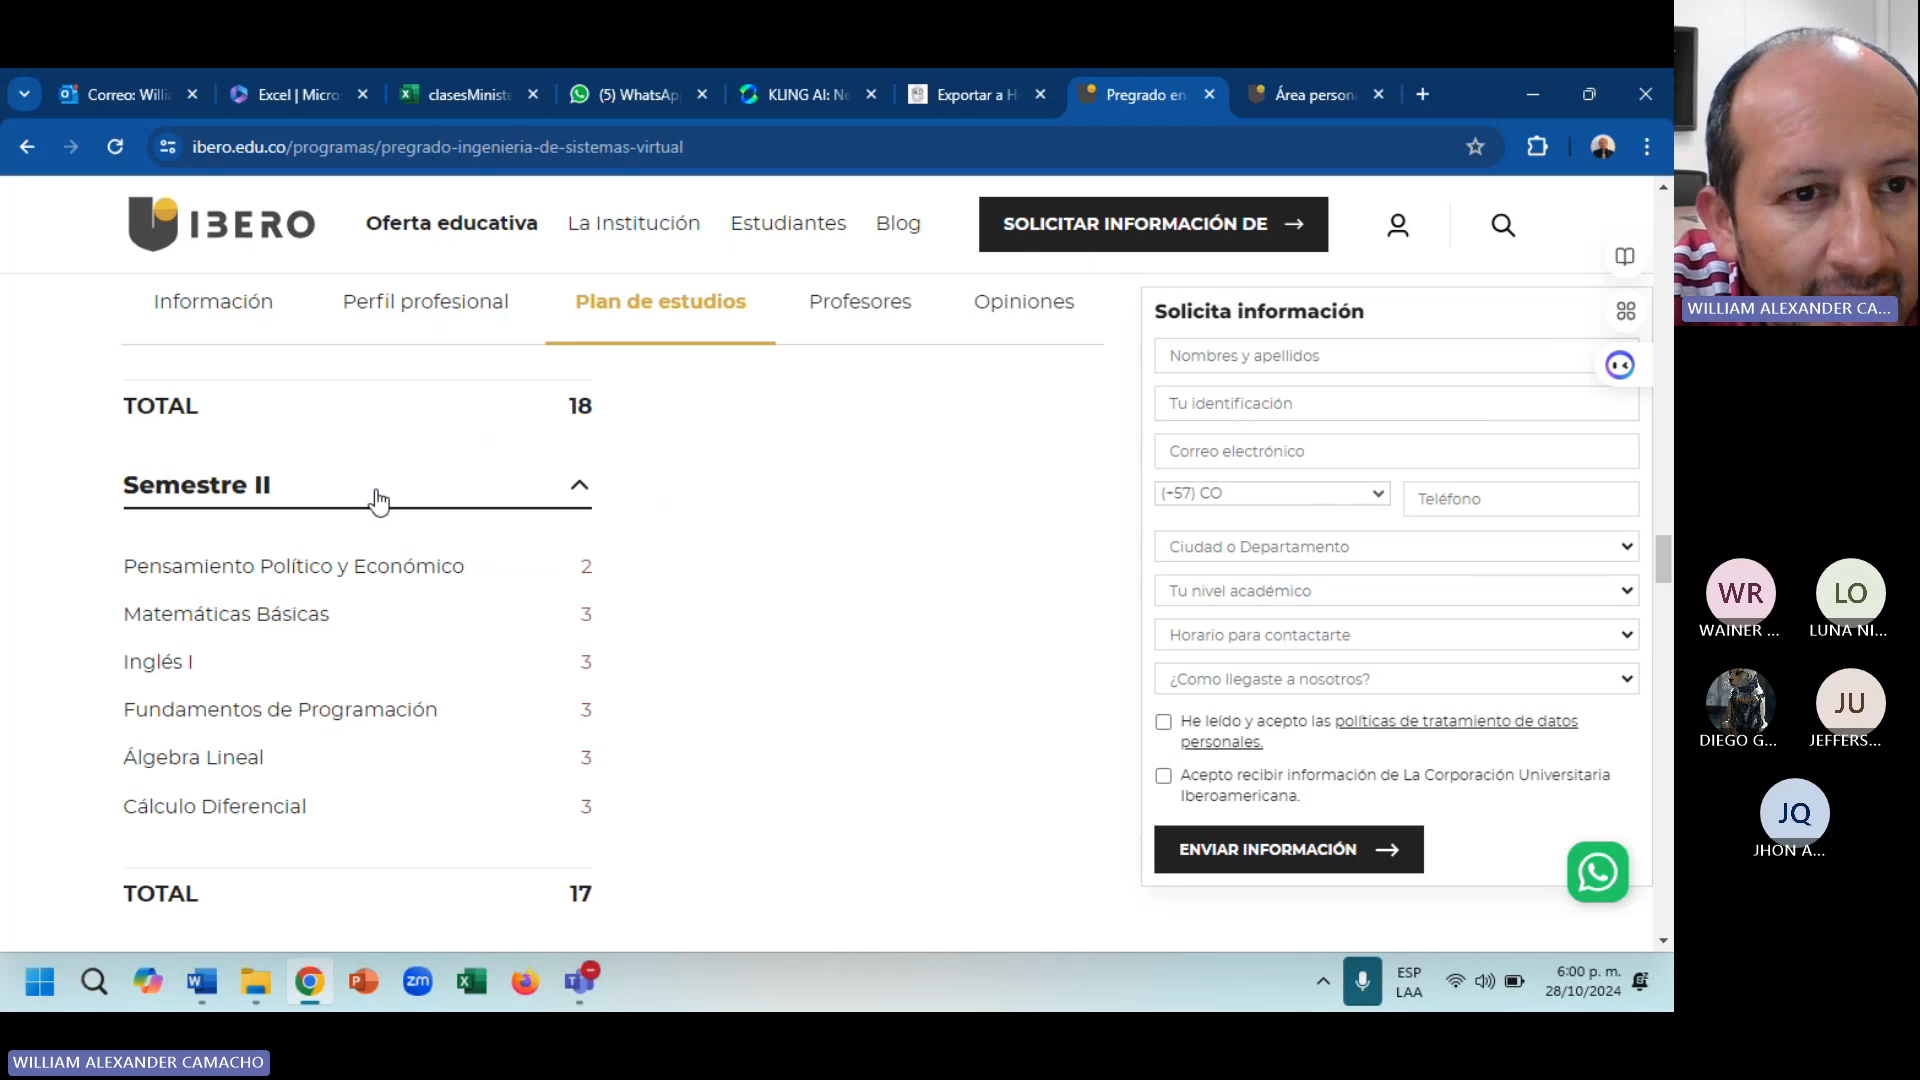 Correo: Willia
Excel | Micros
clasesMiniste
(5) WhatsApp
KLING AI: Ne
Exportar a H
Pregrado en
Área person
ibero.edu.co/programas/pregrado-ingenieria-de-sistemas-virtual
IBERO
Oferta educativa
La Institución
Estudiantes
Blog
SOLICITAR INFORMACIÓN DE →
Información
Perfil profesional
Plan de estudios
Profesores
Opiniones
TOTAL 18
Semestre II
Pensamiento Político y Económico 2
Matemáticas Básicas 3
Inglés I 3
Fundamentos de Programación 3
Álgebra Lineal 3
Cálculo Diferencial 3
TOTAL 17
Solicita información
Nombres y apellidos
Tu identificación
Correo electrónico
(+57) CO
Teléfono
Ciudad o Departamento
Tu nivel académico
Horario para contactarte
¿Como llegaste a nosotros?
He leído y acepto las políticas de tratamiento de datos
personales.
Acepto recibir información de La Corporación Universitaria
Iberoamericana.
ENVIAR INFORMACIÓN →
ESP
LAA
6:00 p. m.
28/10/2024
WILLIAM ALEXANDER CA...
WR
WAINER ...
LO
LUNA NI...
DIEGO G...
JU
JEFFERS...
JQ
JHON A...
WILLIAM ALEXANDER CAMACHO